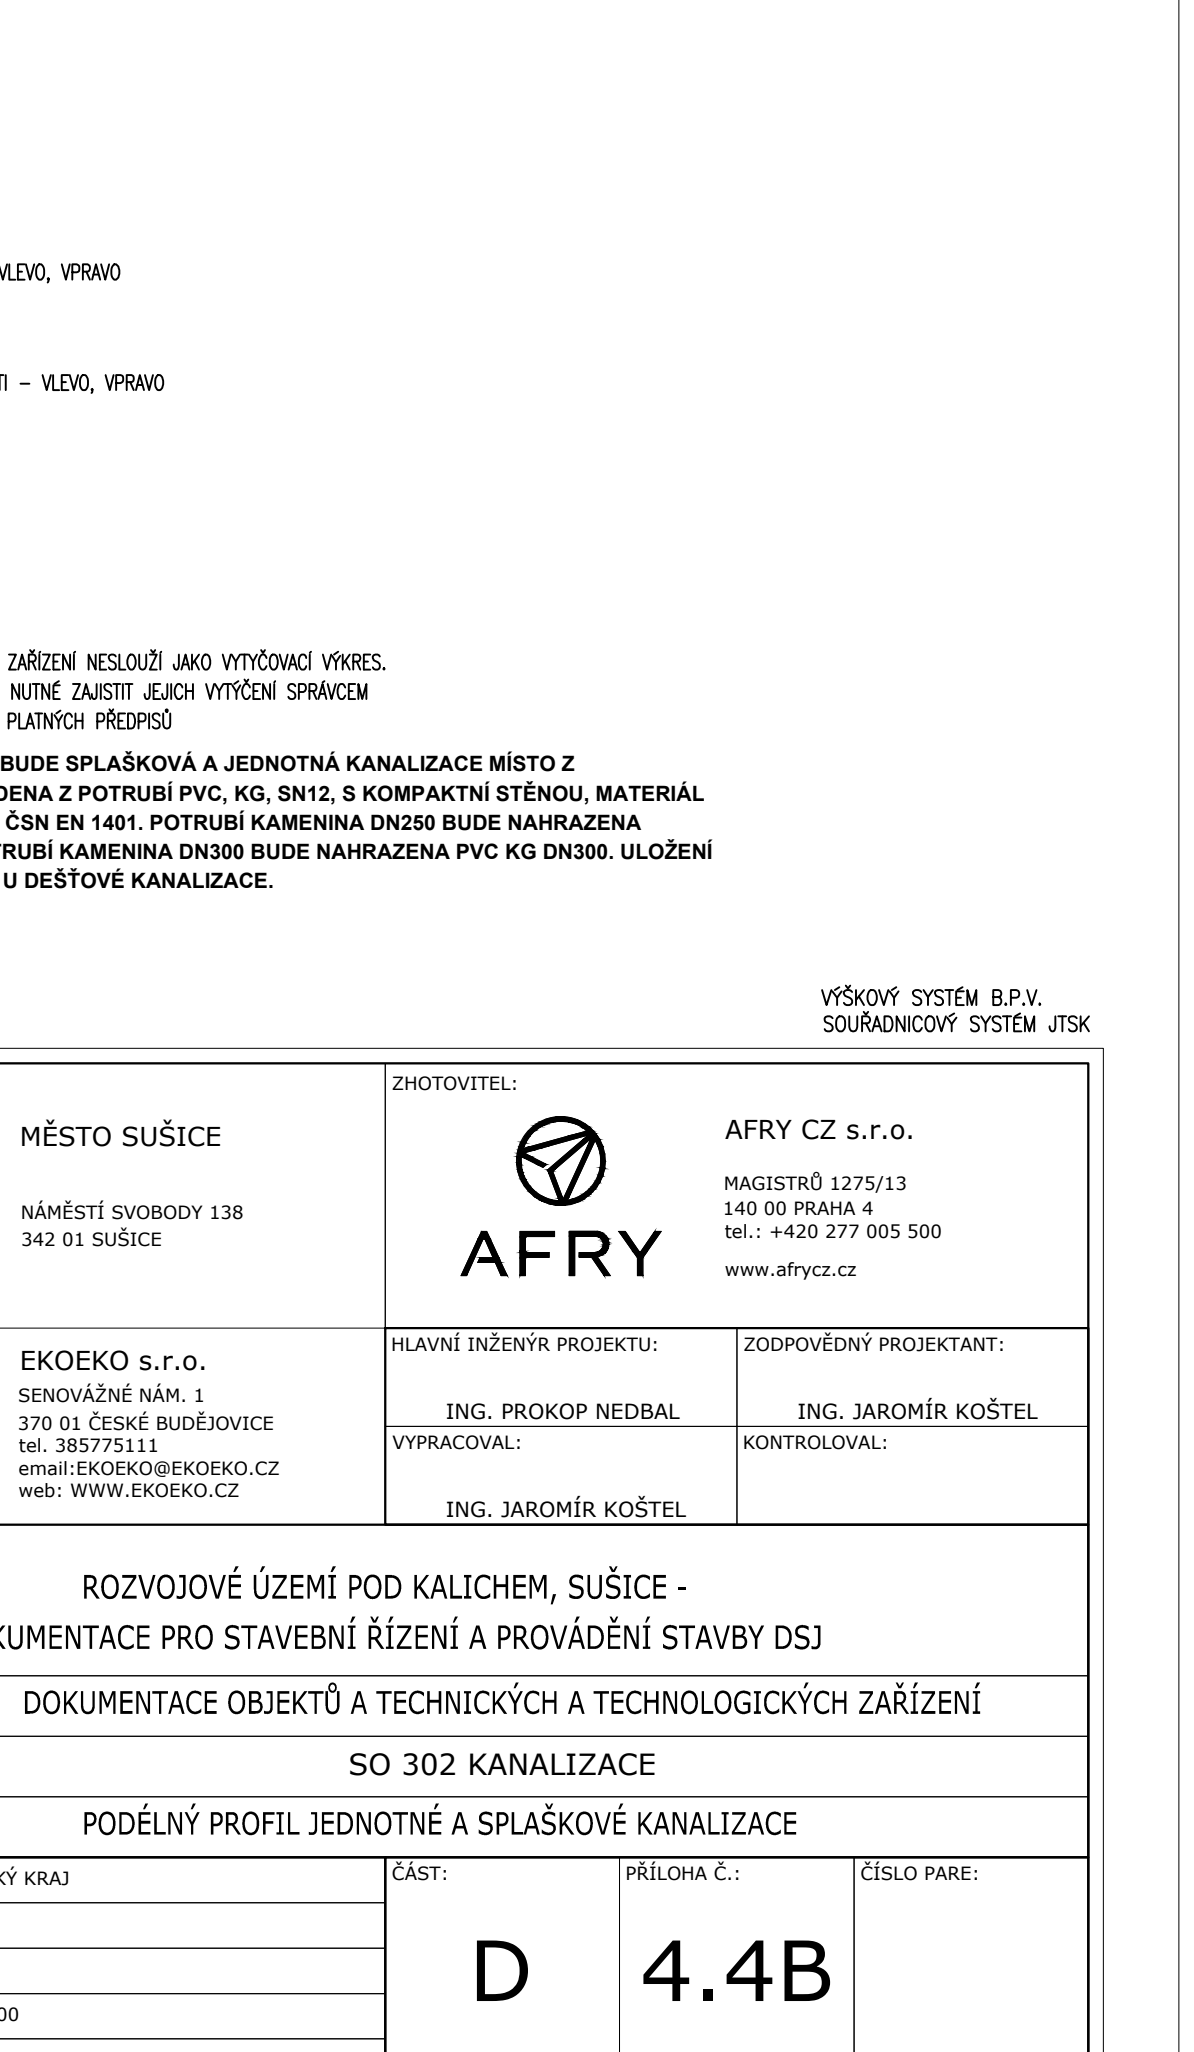 VLEVO, VPRAVO
– VLEVO, VPRAVO
ZAŘÍZENÍ NESLOUŽÍ JAKO VYTYČOVACÍ VÝKRES.
NUTNÉ ZAJISTIT JEJICH VYTÝČENÍ SPRÁVCEM
PLATNÝCH PŘEDPISŮ
BUDE SPLAŠKOVÁ A JEDNOTNÁ KANALIZACE MÍSTO Z
DENA Z POTRUBÍ PVC, KG, SN12, S KOMPAKTNÍ STĚNOU, MATERIÁL
ČSN EN 1401. POTRUBÍ KAMENINA DN250 BUDE NAHRAZENA
TRUBÍ KAMENINA DN300 BUDE NAHRAZENA PVC KG DN300. ULOŽENÍ
U DEŠŤOVÉ KANALIZACE.
VÝŠKOVÝ SYSTÉM B.P.V.
SOUŘADNICOVÝ SYSTÉM JTSK
MĚSTO SUŠICE
NÁMĚSTÍ SVOBODY 138
342 01 SUŠICE
ZHOTOVITEL:
AFRY
AFRY CZ s.r.o.
MAGISTRŮ 1275/13
140 00 PRAHA 4
tel.: +420 277 005 500
www.afrycz.cz
EKOEKO s.r.o.
SENOVÁŽNÉ NÁM. 1
370 01 ČESKÉ BUDĚJOVICE
tel. 385775111
email:EKOEKO@EKOEKO.CZ
web: WWW.EKOEKO.CZ
HLAVNÍ INŽENÝR PROJEKTU:
ING. PROKOP NEDBAL
ZODPOVĚDNÝ PROJEKTANT:
ING. JAROMÍR KOŠTEL
VYPRACOVAL:
ING. JAROMÍR KOŠTEL
KONTROLOVAL:
ROZVOJOVÉ ÚZEMÍ POD KALICHEM, SUŠICE -
KUMENTACE PRO STAVEBNÍ ŘÍZENÍ A PROVÁDĚNÍ STAVBY DSJ
DOKUMENTACE OBJEKTŮ A TECHNICKÝCH A TECHNOLOGICKÝCH ZAŘÍZENÍ
SO 302 KANALIZACE
PODÉLNÝ PROFIL JEDNOTNÉ A SPLAŠKOVÉ KANALIZACE
KÝ KRAJ
00
ČÁST:
D
PŘÍLOHA Č.:
4.4B
ČÍSLO PARE: